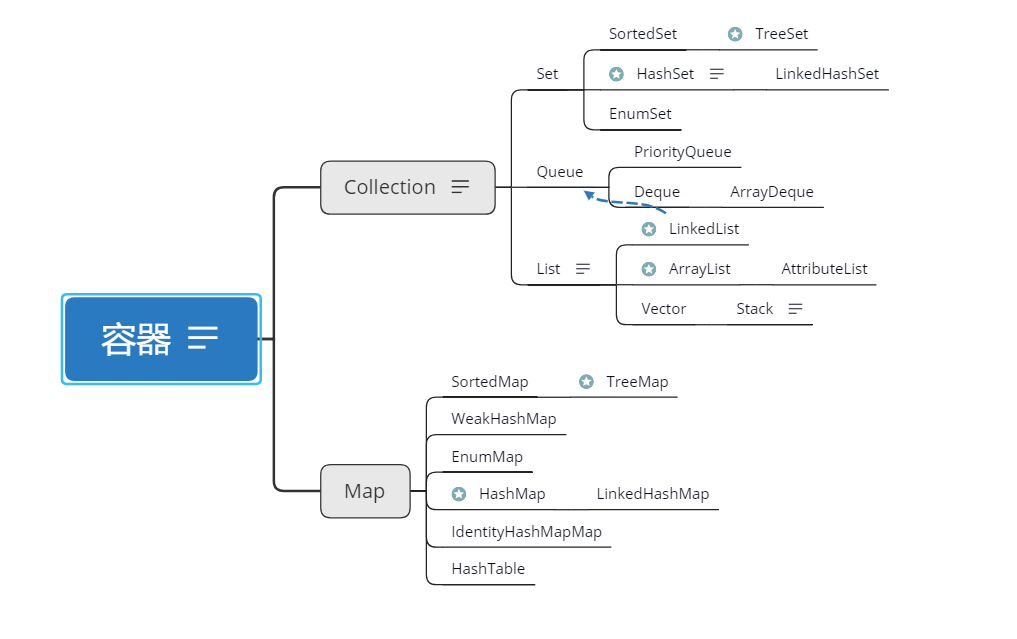 容器
Collection
Set
SortedSet
TreeSet
HashSet
LinkedHashSet
EnumSet
Queue
PriorityQueue
Deque
ArrayDeque
List
LinkedList
ArrayList
AttributeList
Vector
Stack
Map
SortedMap
TreeMap
WeakHashMap
EnumMap
HashMap
LinkedHashMap
IdentityHashMapMap
HashTable